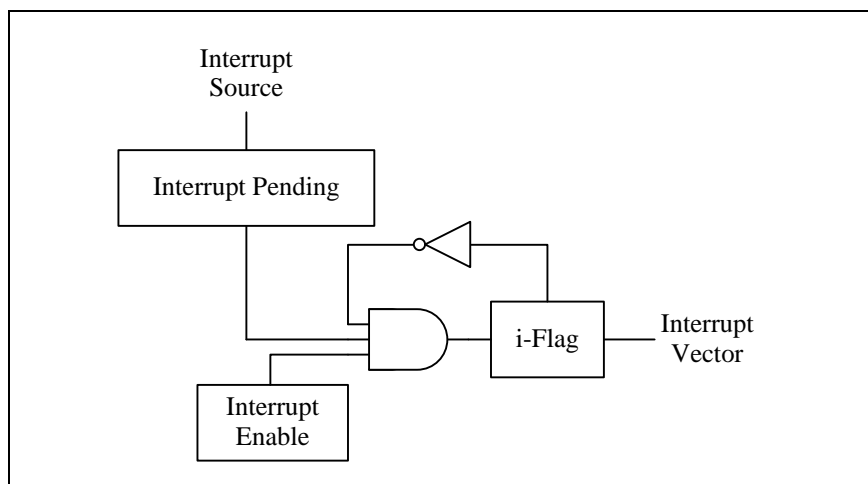 Interrupt
Source
Interrupt Pending
i-Flag
Interrupt
Vector
Interrupt
Enable